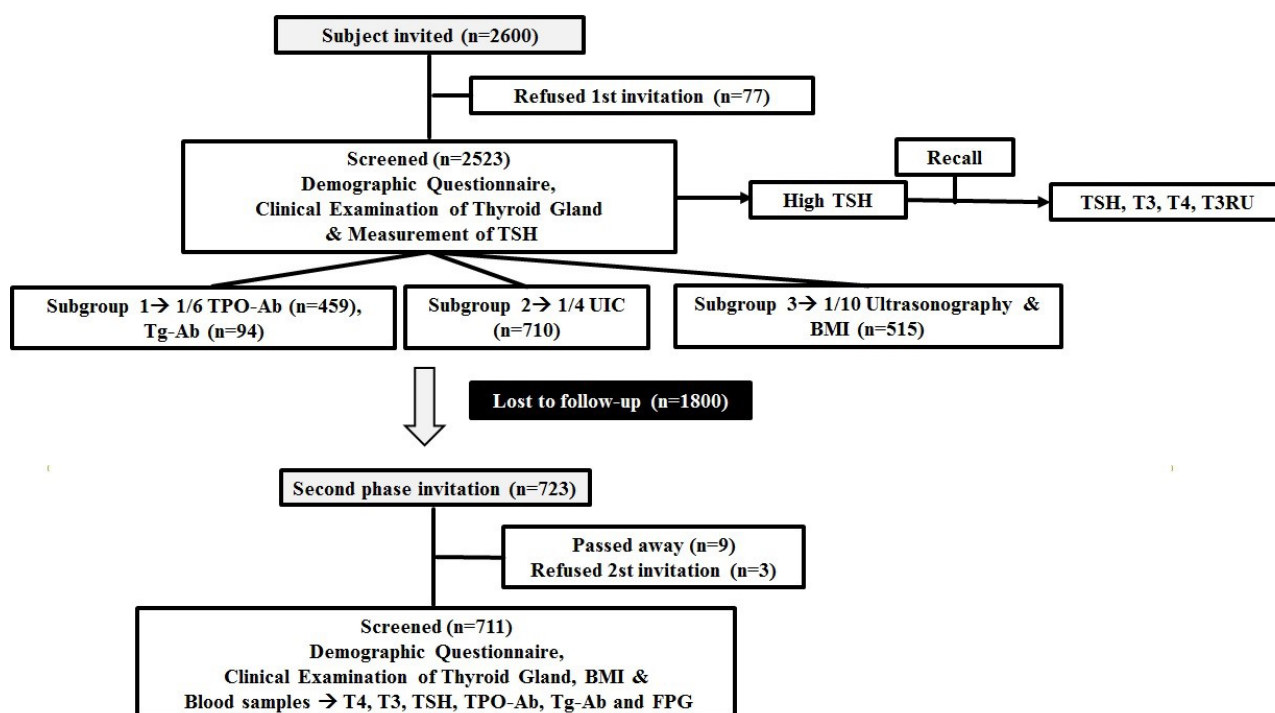 Subject invited (n=2600)
Refused 1st invitation (n=77)
Screened (n=2523)
Demographic Questionnaire,
Clinical Examination of Thyroid Gland
& Measurement of TSH
Recall
High TSH
TSH, T3, T4, T3RU
Subgroup 1→ 1/6 TPO-Ab (n=459),
Tg-Ab (n=94)
Subgroup 2→ 1/4 UIC
(n=710)
Subgroup 3→ 1/10 Ultrasonography &
BMI (n=515)
Lost to follow-up (n=1800)
Second phase invitation (n=723)
Passed away (n=9)
Refused 2st invitation (n=3)
Screened (n=711)
Demographic Questionnaire,
Clinical Examination of Thyroid Gland, BMI &
Blood samples → T4, T3, TSH, TPO-Ab, Tg-Ab and FPG